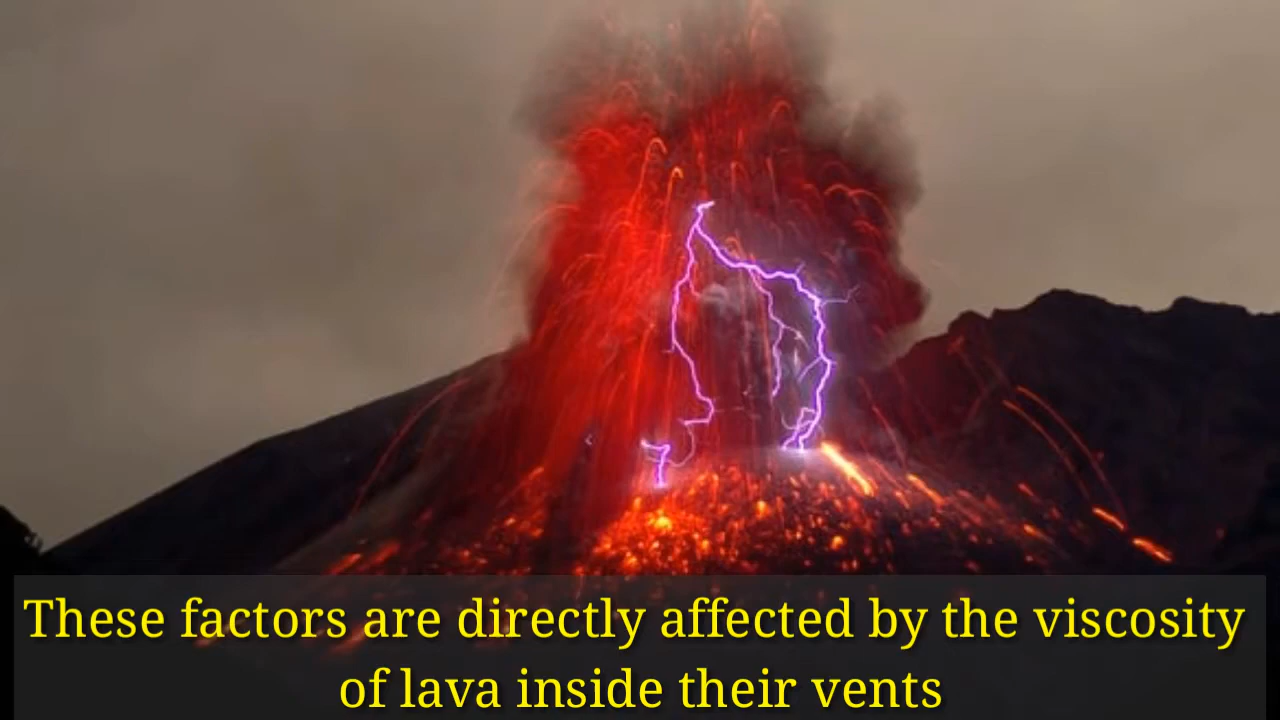 These factors are directly affected by the viscosity
of lava inside their vents